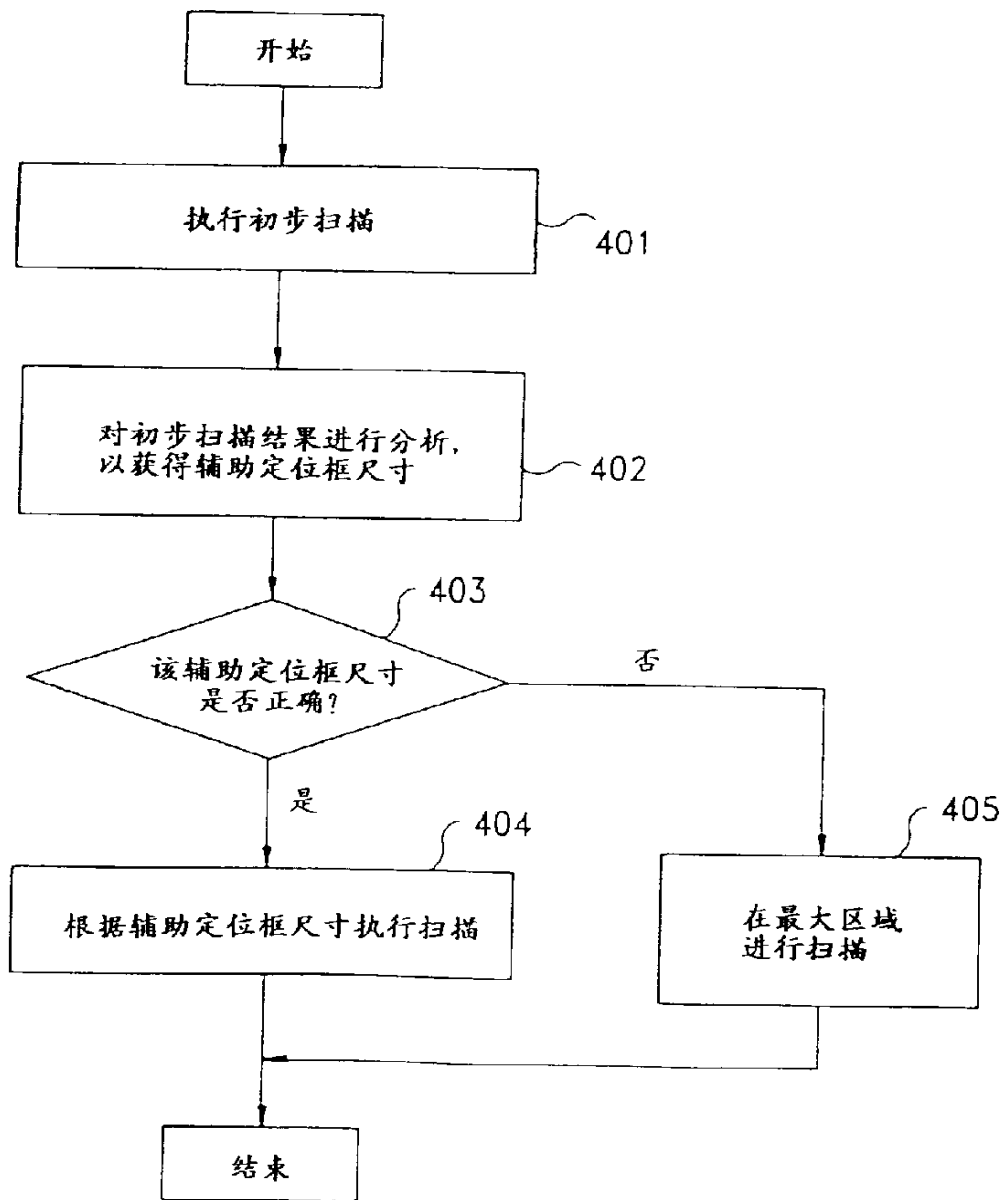 开始
执行初步扫描
401
对初步扫描结果进行分析,
以获得辅助定位框尺寸
402
403
该辅助定位框尺寸
是否正确?
否
是
404
405
根据辅助定位框尺寸执行扫描
在最大区域
进行扫描
结束